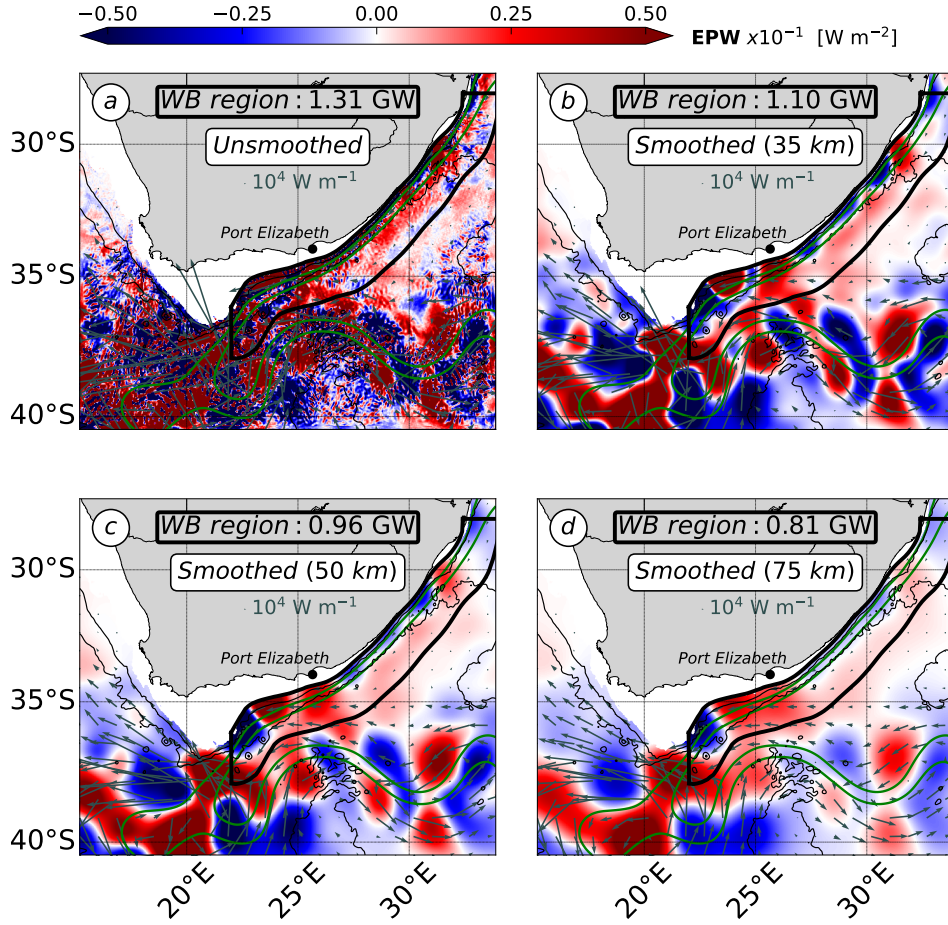 −0.50 −0.25 0.00 0.25 0.50
EPW x10−1 [W m−2]
a
WB region : 1.31 GW
Unsmoothed
10⁴ W m⁻¹
Port Elizabeth
30°S
35°S
40°S
b
WB region : 1.10 GW
Smoothed (35 km)
10⁴ W m⁻¹
Port Elizabeth
c
WB region : 0.96 GW
Smoothed (50 km)
10⁴ W m⁻¹
Port Elizabeth
30°S
35°S
40°S
20°E 25°E 30°E
d
WB region : 0.81 GW
Smoothed (75 km)
10⁴ W m⁻¹
Port Elizabeth
20°E 25°E 30°E